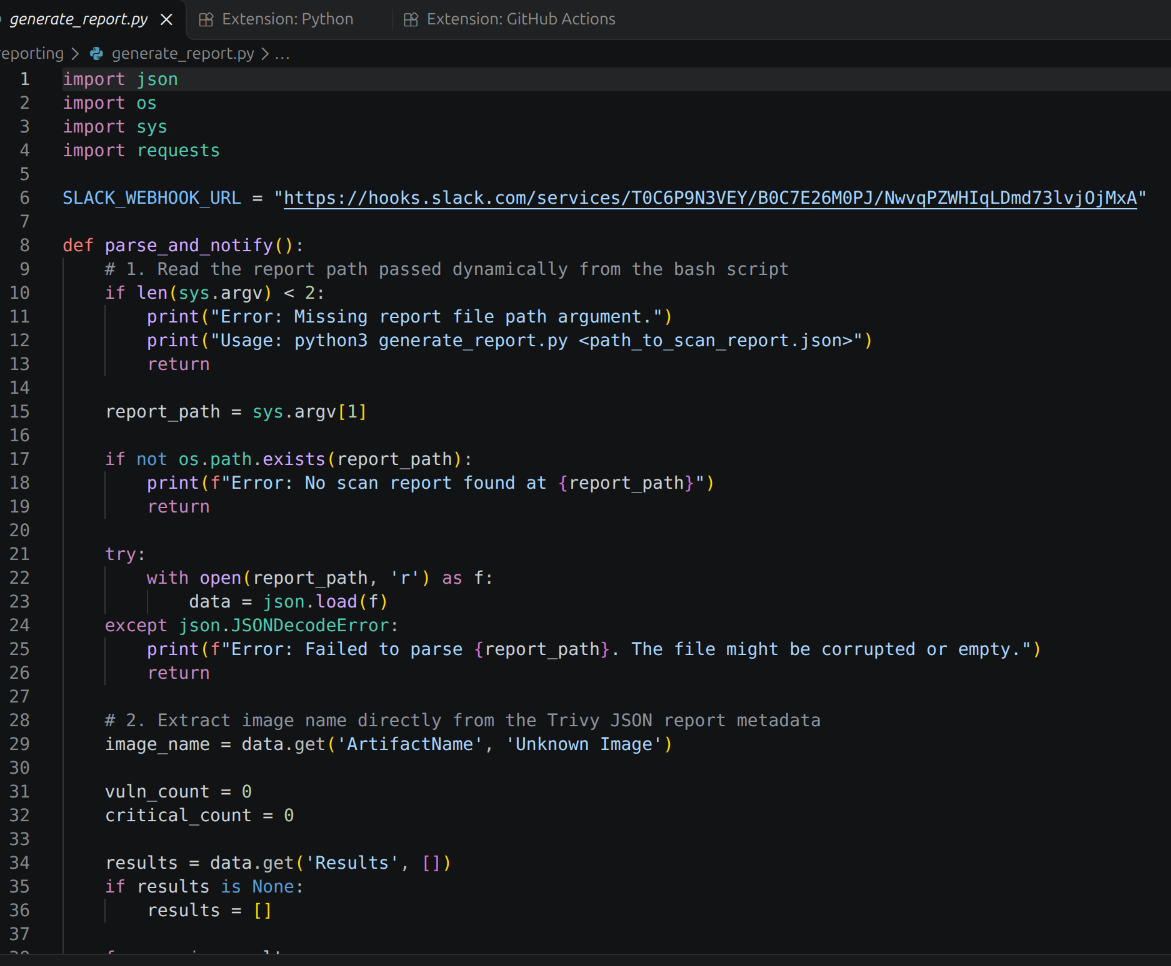 generate_report.py
Extension: Python
Extension: GitHub Actions
eporting > generate_report.py > ...
1 import json
2 import os
3 import sys
4 import requests
5
6 SLACK_WEBHOOK_URL = "https://hooks.slack.com/services/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"
7
8 def parse_and_notify():
9     # 1. Read the report path passed dynamically from the bash script
10     if len(sys.argv) < 2:
11         print("Error: Missing report file path argument.")
12         print("Usage: python3 generate_report.py <path_to_scan_report.json>")
13         return
14
15     report_path = sys.argv[1]
16
17     if not os.path.exists(report_path):
18         print(f"Error: No scan report found at {report_path}")
19         return
20
21     try:
22         with open(report_path, 'r') as f:
23             data = json.load(f)
24     except json.JSONDecodeError:
25         print(f"Error: Failed to parse {report_path}. The file might be corrupted or empty.")
26         return
27
28     # 2. Extract image name directly from the Trivy JSON report metadata
29     image_name = data.get('ArtifactName', 'Unknown Image')
30
31     vuln_count = 0
32     critical_count = 0
33
34     results = data.get('Results', [])
35     if results is None:
36         results = []
37